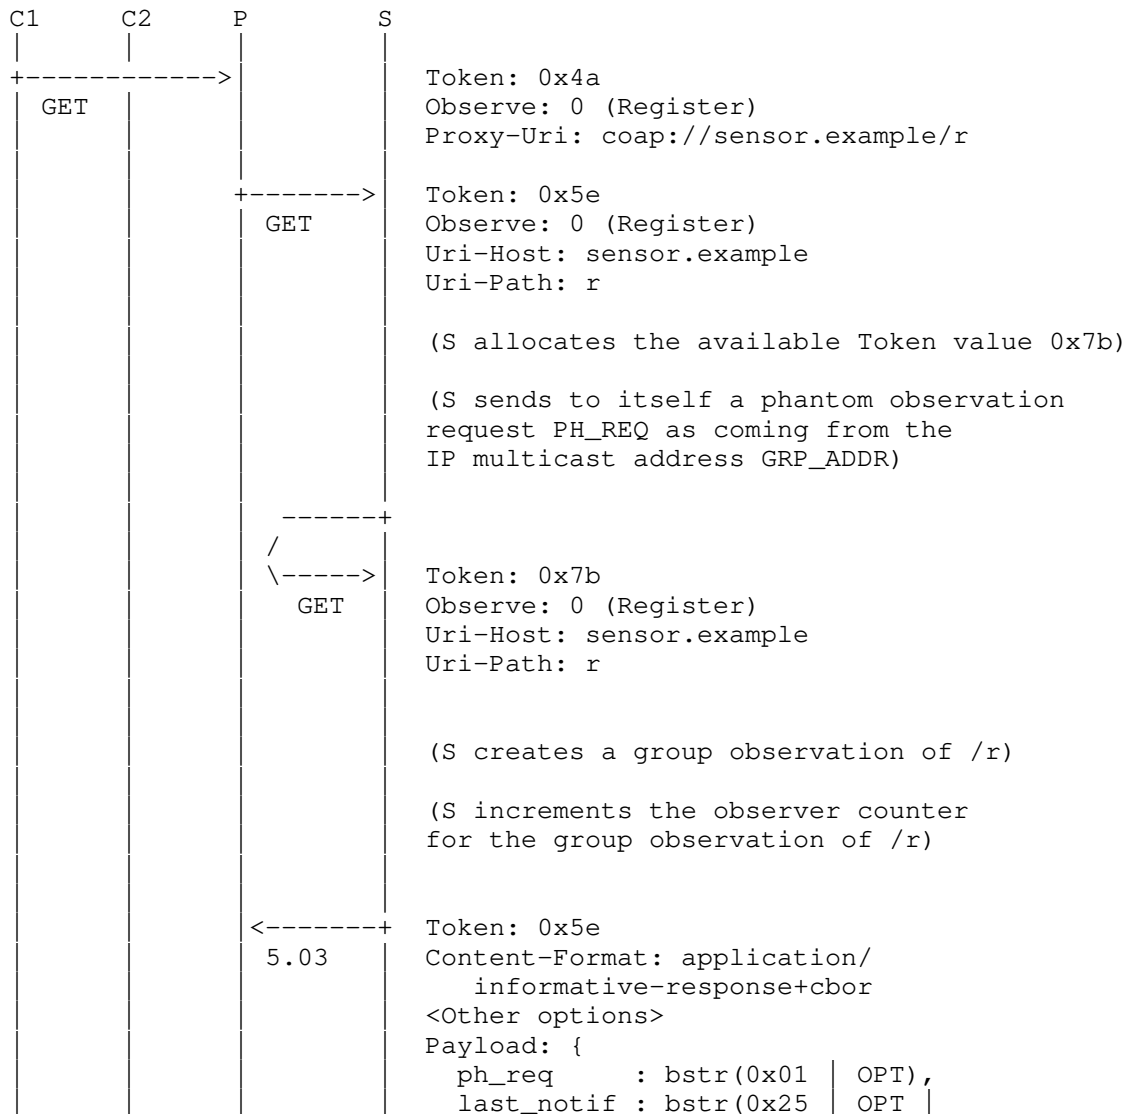 C1 C2 P S
Token: 0x4a
GET Observe: 0 (Register)
Proxy-Uri: coap://sensor.example/r
Token: 0x5e
GET Observe: 0 (Register)
Uri-Host: sensor.example
Uri-Path: r
(S allocates the available Token value 0x7b)
(S sends to itself a phantom observation
request PH_REQ as coming from the
IP multicast address GRP_ADDR)
Token: 0x7b
GET Observe: 0 (Register)
Uri-Host: sensor.example
Uri-Path: r
(S creates a group observation of /r)
(S increments the observer counter
for the group observation of /r)
Token: 0x5e
5.03 Content-Format: application/
informative-response+cbor
<Other options>
Payload: {
ph_req : bstr(0x01 | OPT),
last_notif : bstr(0x25 | OPT |